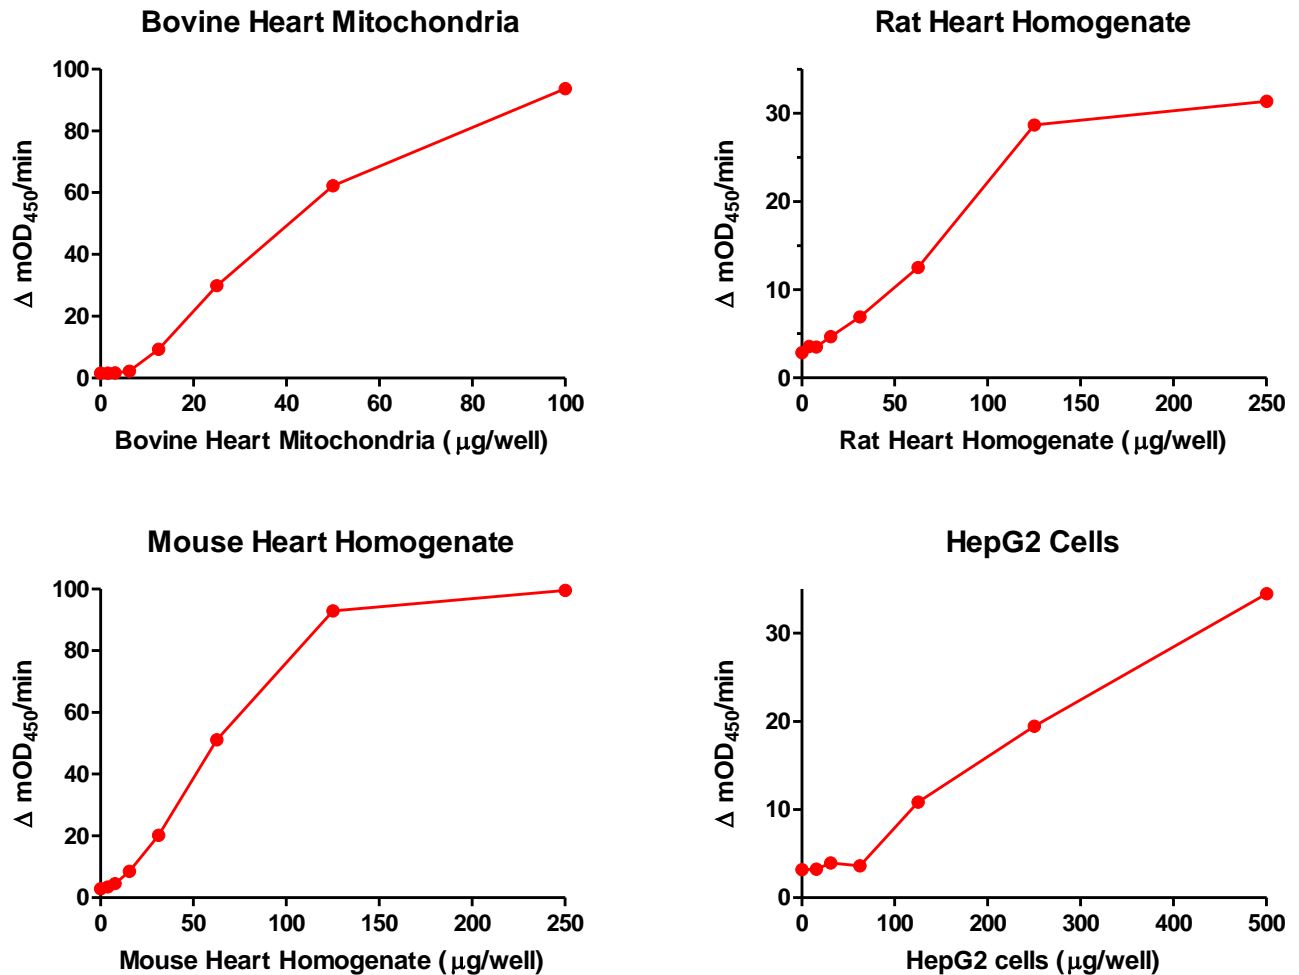 Bovine Heart Mitochondria
Δ mOD450/min
100
80
60
40
20
0
0 20 40 60 80 100
Bovine Heart Mitochondria (μg/well)
Rat Heart Homogenate
Δ mOD450/min
30
20
10
0
0 50 100 150 200 250
Rat Heart Homogenate (μg/well)
Mouse Heart Homogenate
Δ mOD450/min
100
80
60
40
20
0
0 50 100 150 200 250
Mouse Heart Homogenate (μg/well)
HepG2 Cells
Δ mOD450/min
30
20
10
0
0 100 200 300 400 500
HepG2 cells (μg/well)